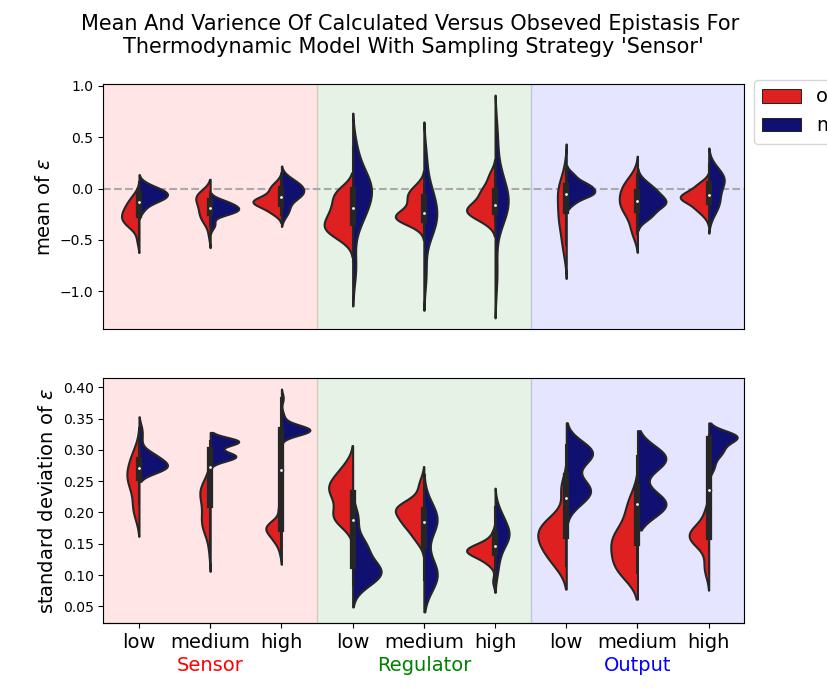 Mean And Varience Of Calculated Versus Obseved Epistasis For
Thermodynamic Model With Sampling Strategy 'Sensor'
1.0
0.5
0.0
−0.5
−1.0
mean of ε
0.40
0.35
0.30
0.25
0.20
0.15
0.10
0.05
standard deviation of ε
low medium high low medium high low medium high
Sensor Regulator Output